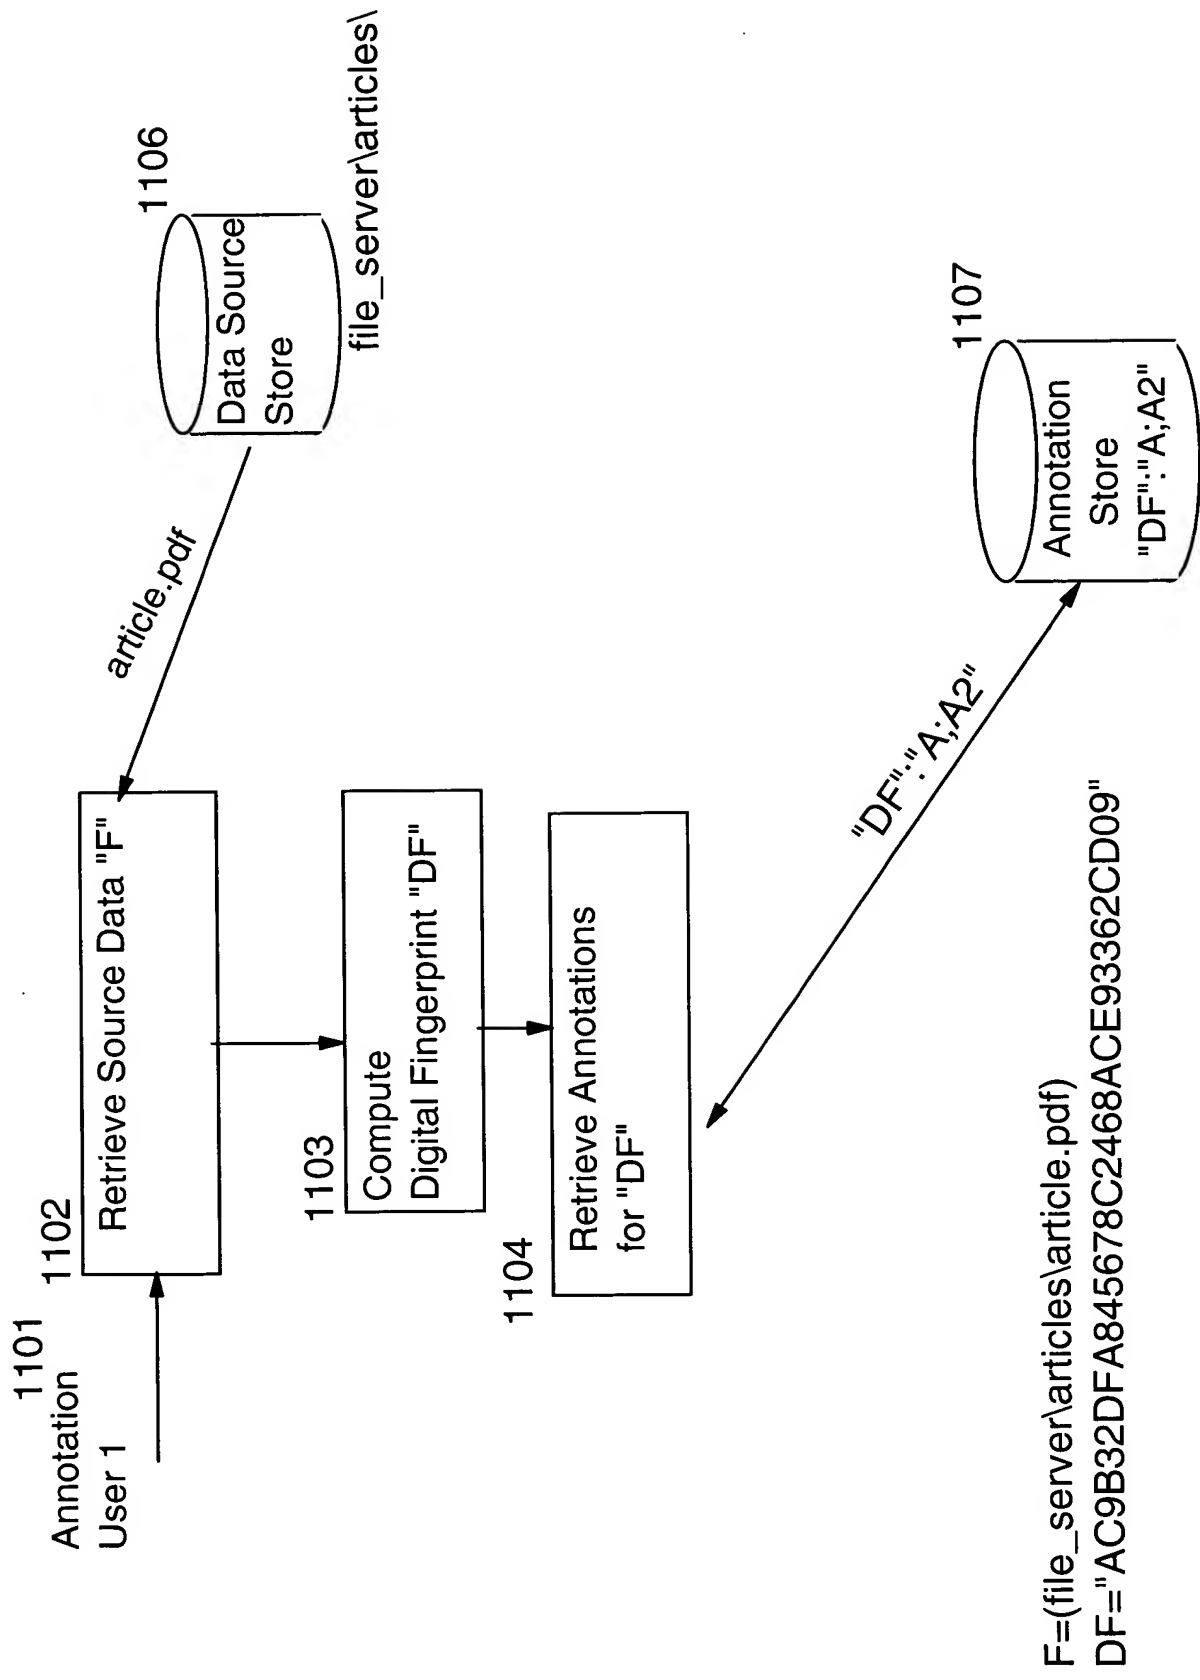 1101
Annotation
User 1
1102
Retrieve Source Data "F"
article.pdf
1106
Data Source
Store
file_server\articles\
1103
Compute
Digital Fingerprint "DF"
1104
Retrieve Annotations
for "DF"
"DF":"A;A2"
1107
Annotation
Store
"DF":"A;A2"
F=(file_server\articles\article.pdf)
DF="AC9B32DFA845678C2468ACE93362CD09"